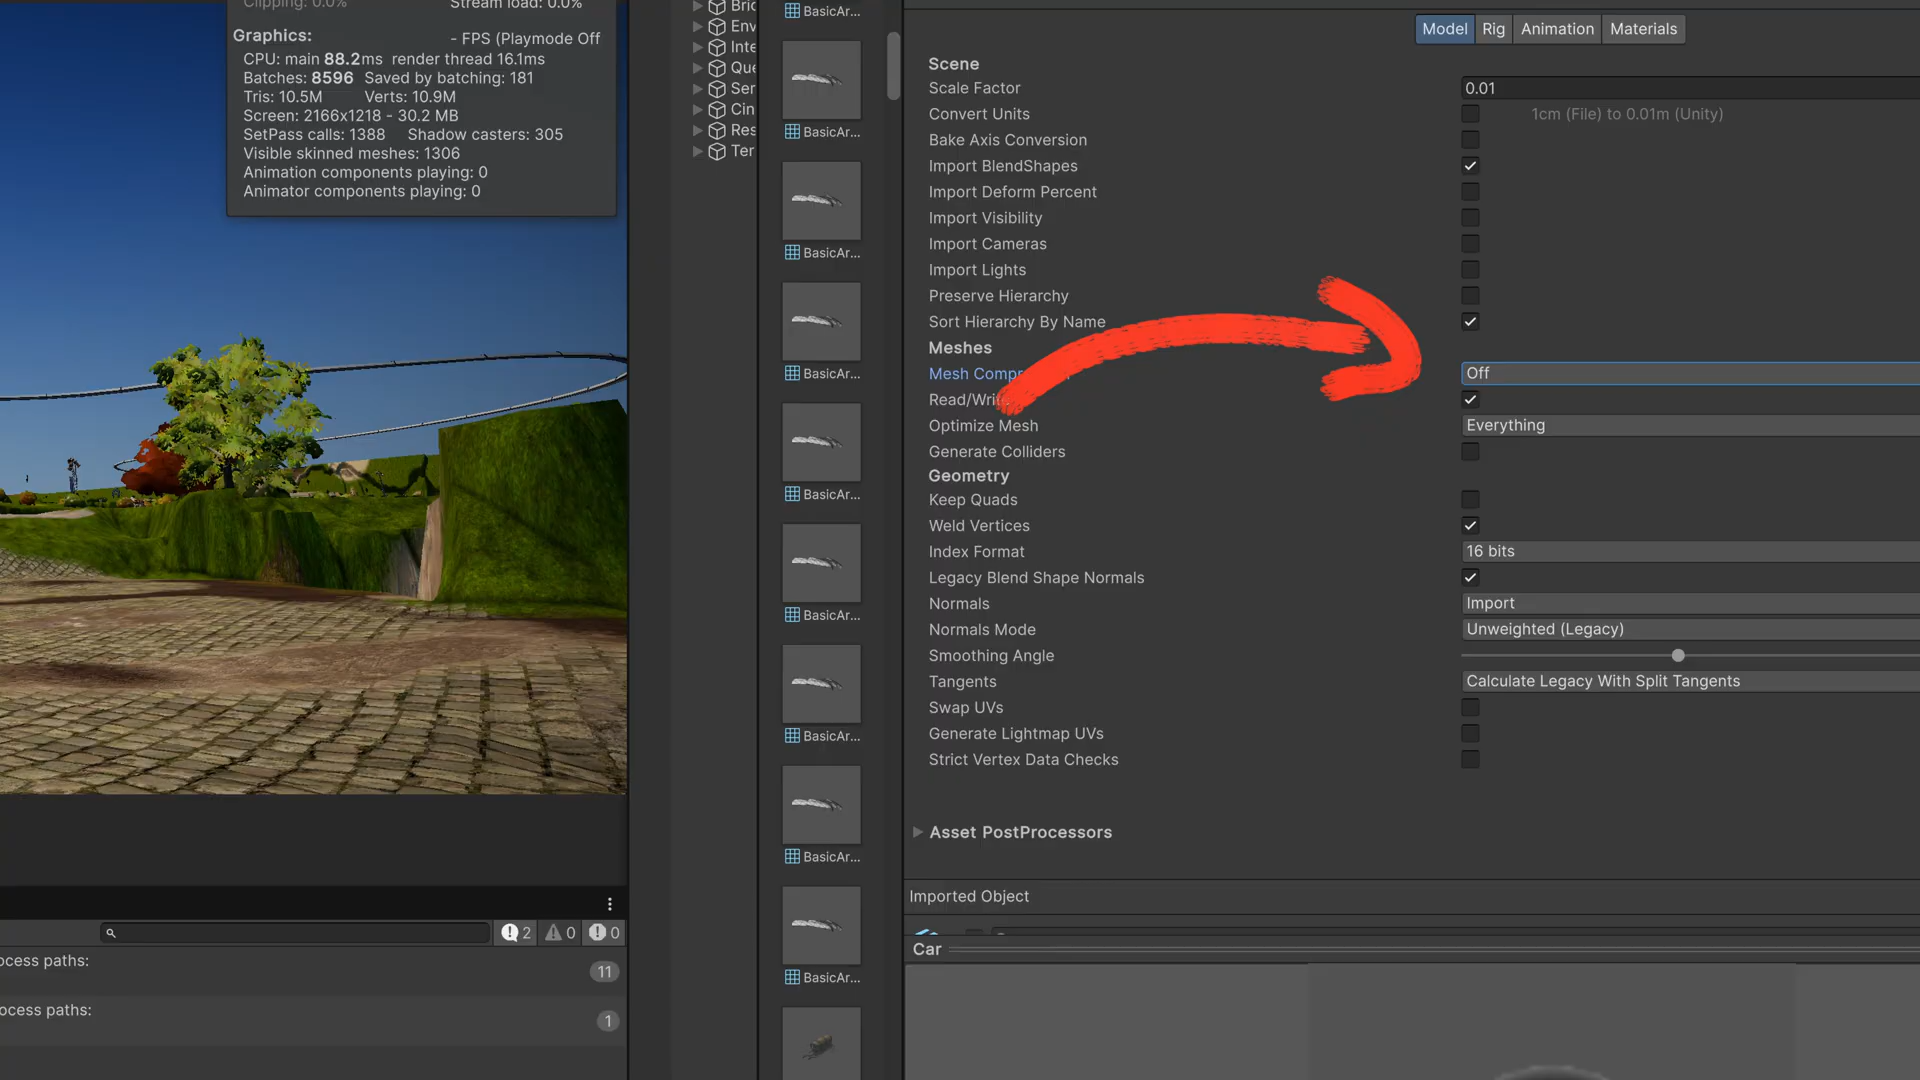 Clipping: 0.0%
Stream load: 0.0%
Graphics:
- FPS (Playmode Off
CPU: main 88.2ms render thread 16.1ms
Batches: 8596 Saved by batching: 181
Tris: 10.5M Verts: 10.9M
Screen: 2166x1218 - 30.2 MB
SetPass calls: 1388 Shadow casters: 305
Visible skinned meshes: 1306
Animation components playing: 0
Animator components playing: 0
2
0
0
ocess paths:
11
ocess paths:
1
Bric
Env
Inte
Que
Ser
Cin
Res
Ter
BasicAr...
BasicAr...
BasicAr...
BasicAr...
BasicAr...
BasicAr...
BasicAr...
BasicAr...
BasicAr...
Model Rig Animation Materials
Scene
Scale Factor 0.01
Convert Units 1cm (File) to 0.01m (Unity)
Bake Axis Conversion
Import BlendShapes
Import Deform Percent
Import Visibility
Import Cameras
Import Lights
Preserve Hierarchy
Sort Hierarchy By Name
Meshes
Mesh Comp Off
Read/Wri
Optimize Mesh Everything
Generate Colliders
Geometry
Keep Quads
Weld Vertices
Index Format 16 bits
Legacy Blend Shape Normals
Normals Import
Normals Mode Unweighted (Legacy)
Smoothing Angle
Tangents Calculate Legacy With Split Tangents
Swap UVs
Generate Lightmap UVs
Strict Vertex Data Checks
Asset PostProcessors
Imported Object
Car